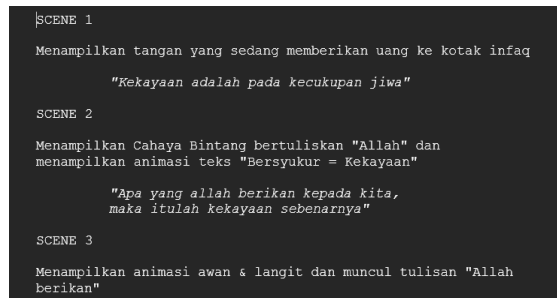 SCENE 1
Menampilkan tangan yang sedang memberikan uang ke kotak infaq
"Kekayaan adalah pada kecukupan jiwa"
SCENE 2
Menampilkan Cahaya Bintang bertuliskan "Allah" dan
menampilkan animasi teks "Bersyukur = Kekayaan"
"Apa yang allah berikan kepada kita,
maka itulah kekayaan sebenarnya"
SCENE 3
Menampilkan animasi awan & langit dan muncul tulisan "Allah
berikan"